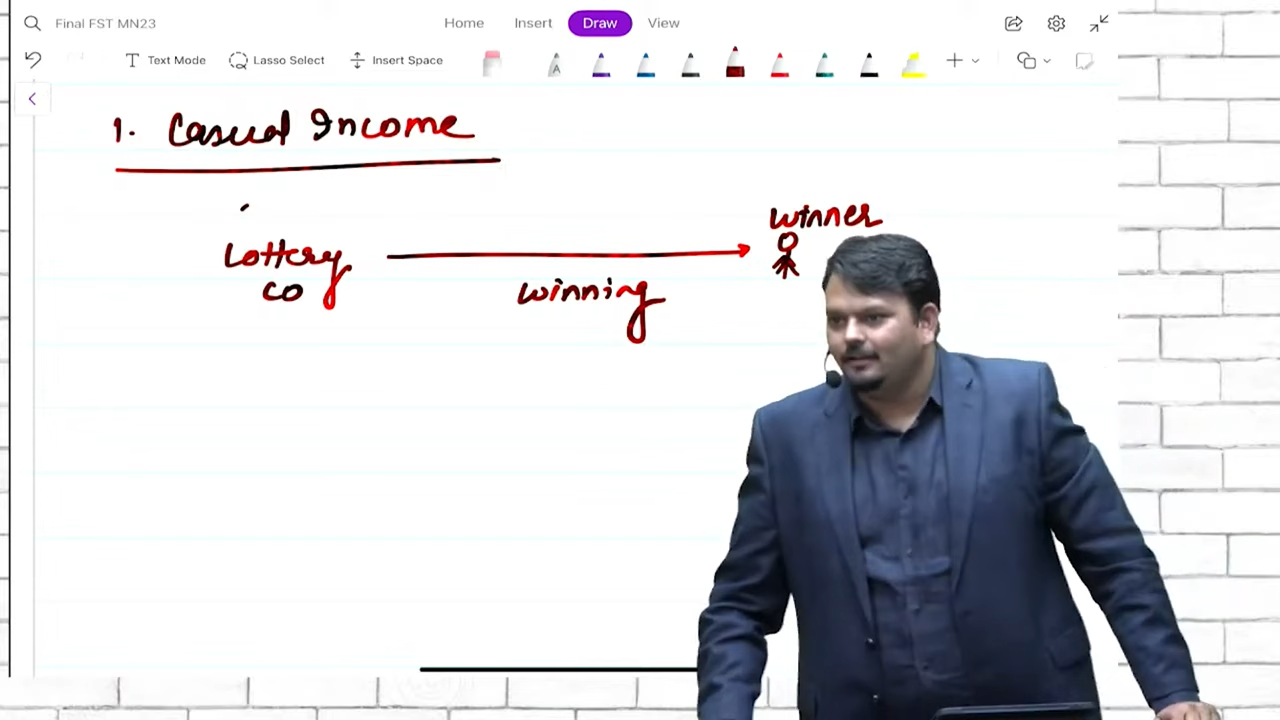 Final FST MN23
Home Insert Draw View
Text Mode Lasso Select Insert Space
A
1. Casual Income
winner
Lottery
co
winning